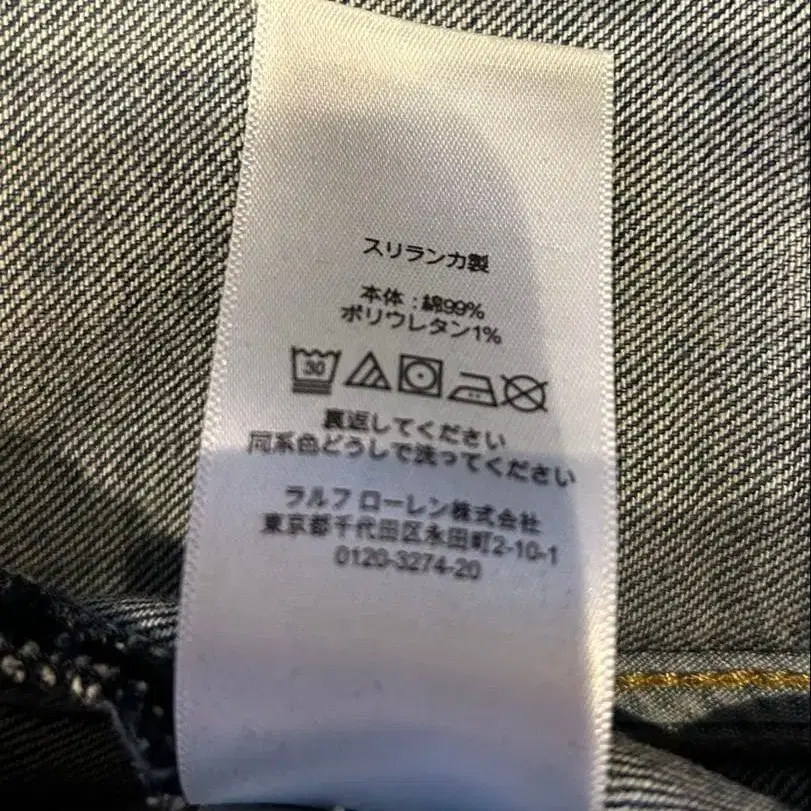 スリランカ製
本体:綿99%
ポリウレタン1%
30
裏返してください
同系色どうしで洗ってください
ラルフ ローレン株式会社
東京都千代田区永田町2-10-1
0120-3274-20